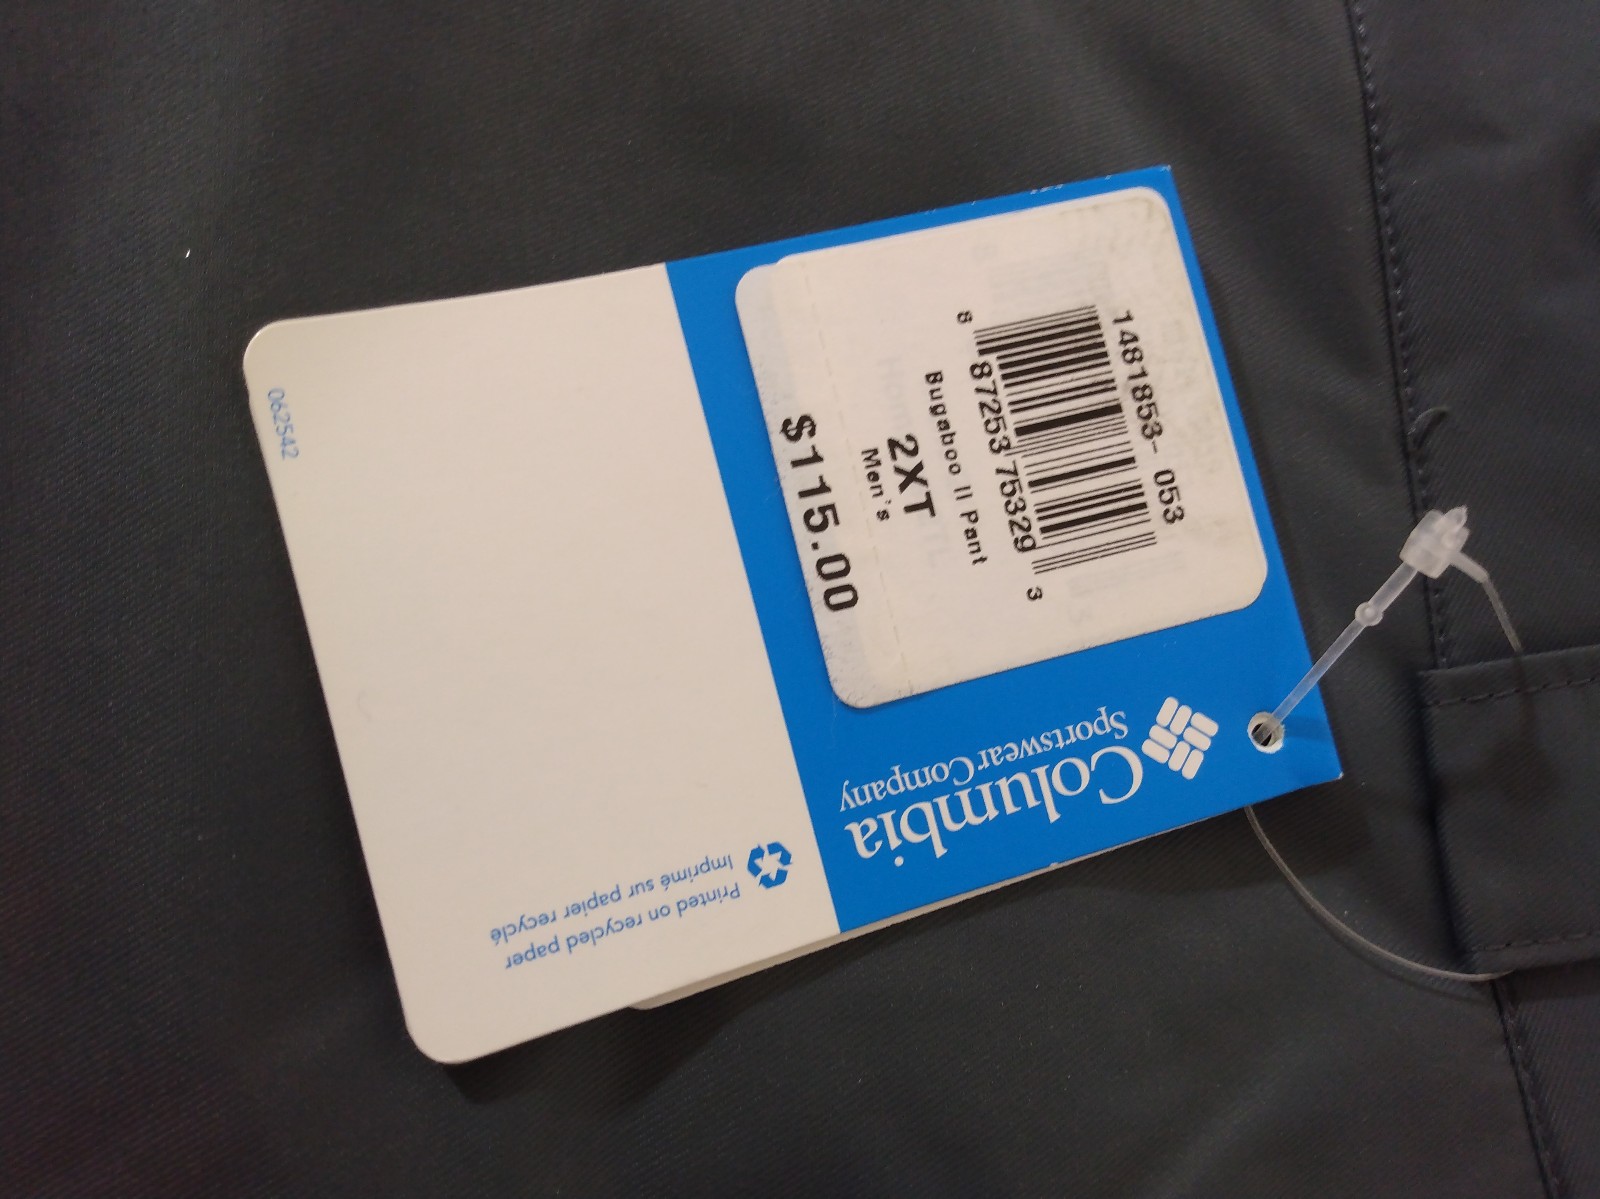 1481853-053
8 87253 75329 3
Bugaboo II Pant
2XT
Men's
$115.00
Columbia
Sportswear Company
Printed on recycled paper
Imprimé sur papier recyclé
062542